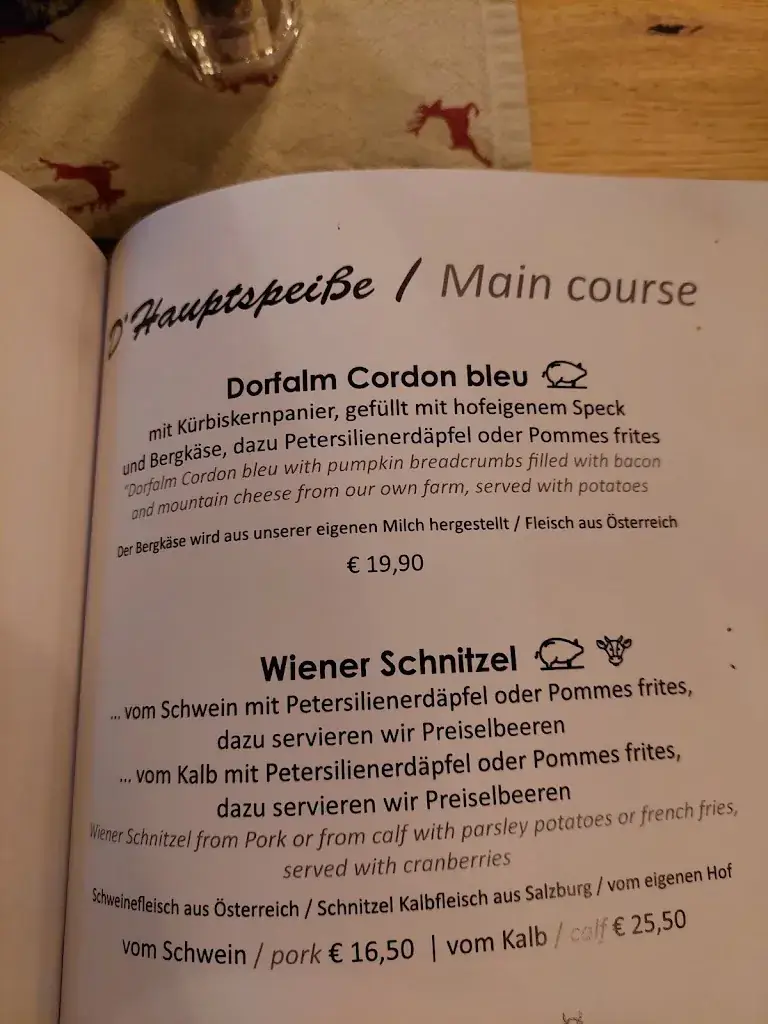 D'Hauptspeiße / Main course
Dorfalm Cordon bleu
mit Kürbiskernpanier, gefüllt mit hofeigenem Speck
und Bergkäse, dazu Petersilienerdäpfel oder Pommes frites
"Dorfalm Cordon bleu with pumpkin breadcrumbs filled with bacon
and mountain cheese from our own farm, served with potatoes
Der Bergkäse wird aus unserer eigenen Milch hergestellt / Fleisch aus Österreich
€ 19,90
Wiener Schnitzel
... vom Schwein mit Petersilienerdäpfel oder Pommes frites,
dazu servieren wir Preiselbeeren
... vom Kalb mit Petersilienerdäpfel oder Pommes frites,
dazu servieren wir Preiselbeeren
Wiener Schnitzel from Pork or from calf with parsley potatoes or french fries,
served with cranberries
Schweinefleisch aus Österreich / Schnitzel Kalbfleisch aus Salzburg / vom eigenen Hof
vom Schwein / pork € 16,50 | vom Kalb / calf € 25,50